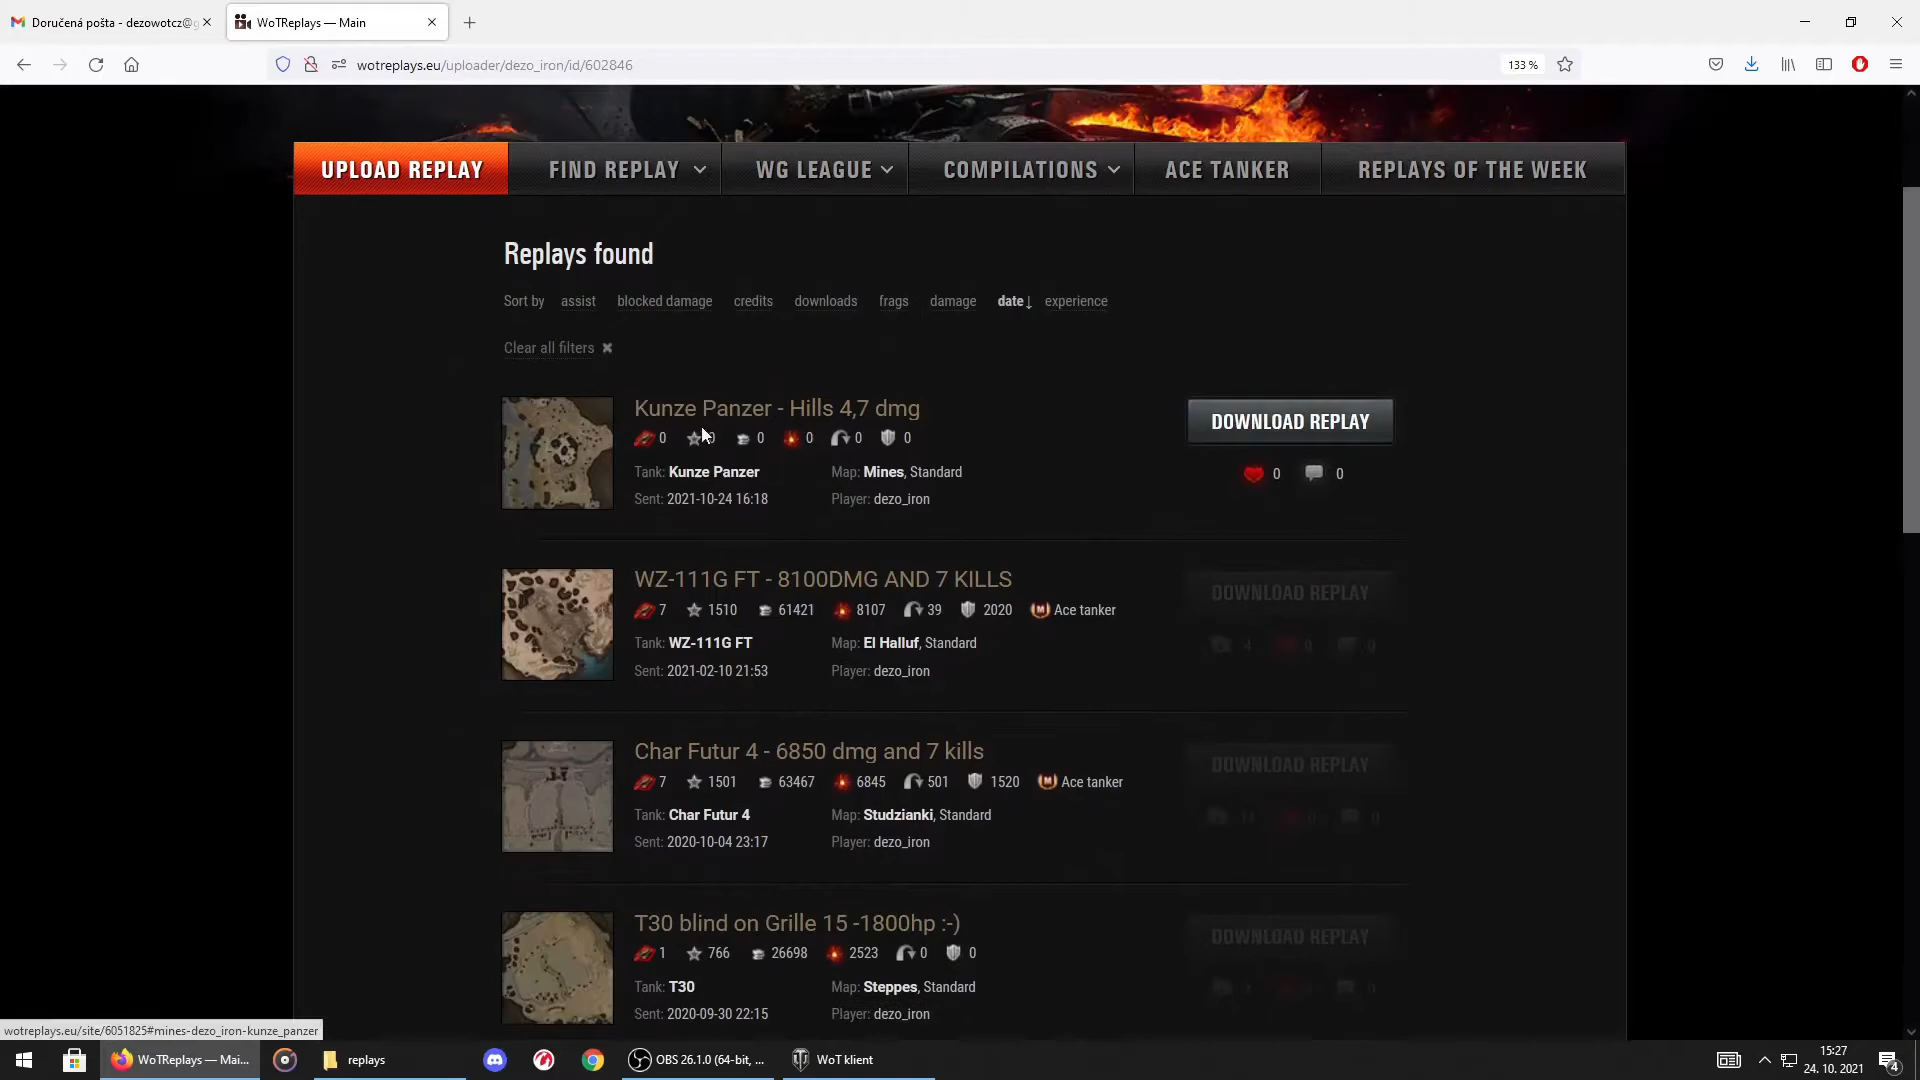 Doručená pošta - dezowotcz@g
WoTReplays — Main
wotreplays.eu/uploader/dezo_iron/id/602846
133 %
UPLOAD REPLAY
FIND REPLAY
WG LEAGUE
COMPILATIONS
ACE TANKER
REPLAYS OF THE WEEK
Replays found
Sort by assist blocked damage credits downloads frags damage date↓ experience
Clear all filters ✖
Kunze Panzer - Hills 4,7 dmg
DOWNLOAD REPLAY
0 0 0 0 0 0
Tank: Kunze Panzer Map: Mines, Standard
0 0
Sent: 2021-10-24 16:18 Player: dezo_iron
WZ-111G FT - 8100DMG AND 7 KILLS
DOWNLOAD REPLAY
7 1510 61421 8107 39 2020 Ace tanker
Tank: WZ-111G FT Map: El Halluf, Standard
4 0 0
Sent: 2021-02-10 21:53 Player: dezo_iron
Char Futur 4 - 6850 dmg and 7 kills
DOWNLOAD REPLAY
7 1501 63467 6845 501 1520 Ace tanker
Tank: Char Futur 4 Map: Studzianki, Standard
0 0
Sent: 2020-10-04 23:17 Player: dezo_iron
T30 blind on Grille 15 -1800hp :-)
DOWNLOAD REPLAY
1 766 26698 2523 0 0
Tank: T30 Map: Steppes, Standard
Sent: 2020-09-30 22:15 Player: dezo_iron
wotreplays.eu/site/6051825#mines-dezo_iron-kunze_panzer
WoTReplays — Mai...
replays
OBS 26.1.0 (64-bit, ...
WoT klient
15:27
24. 10. 2021
4